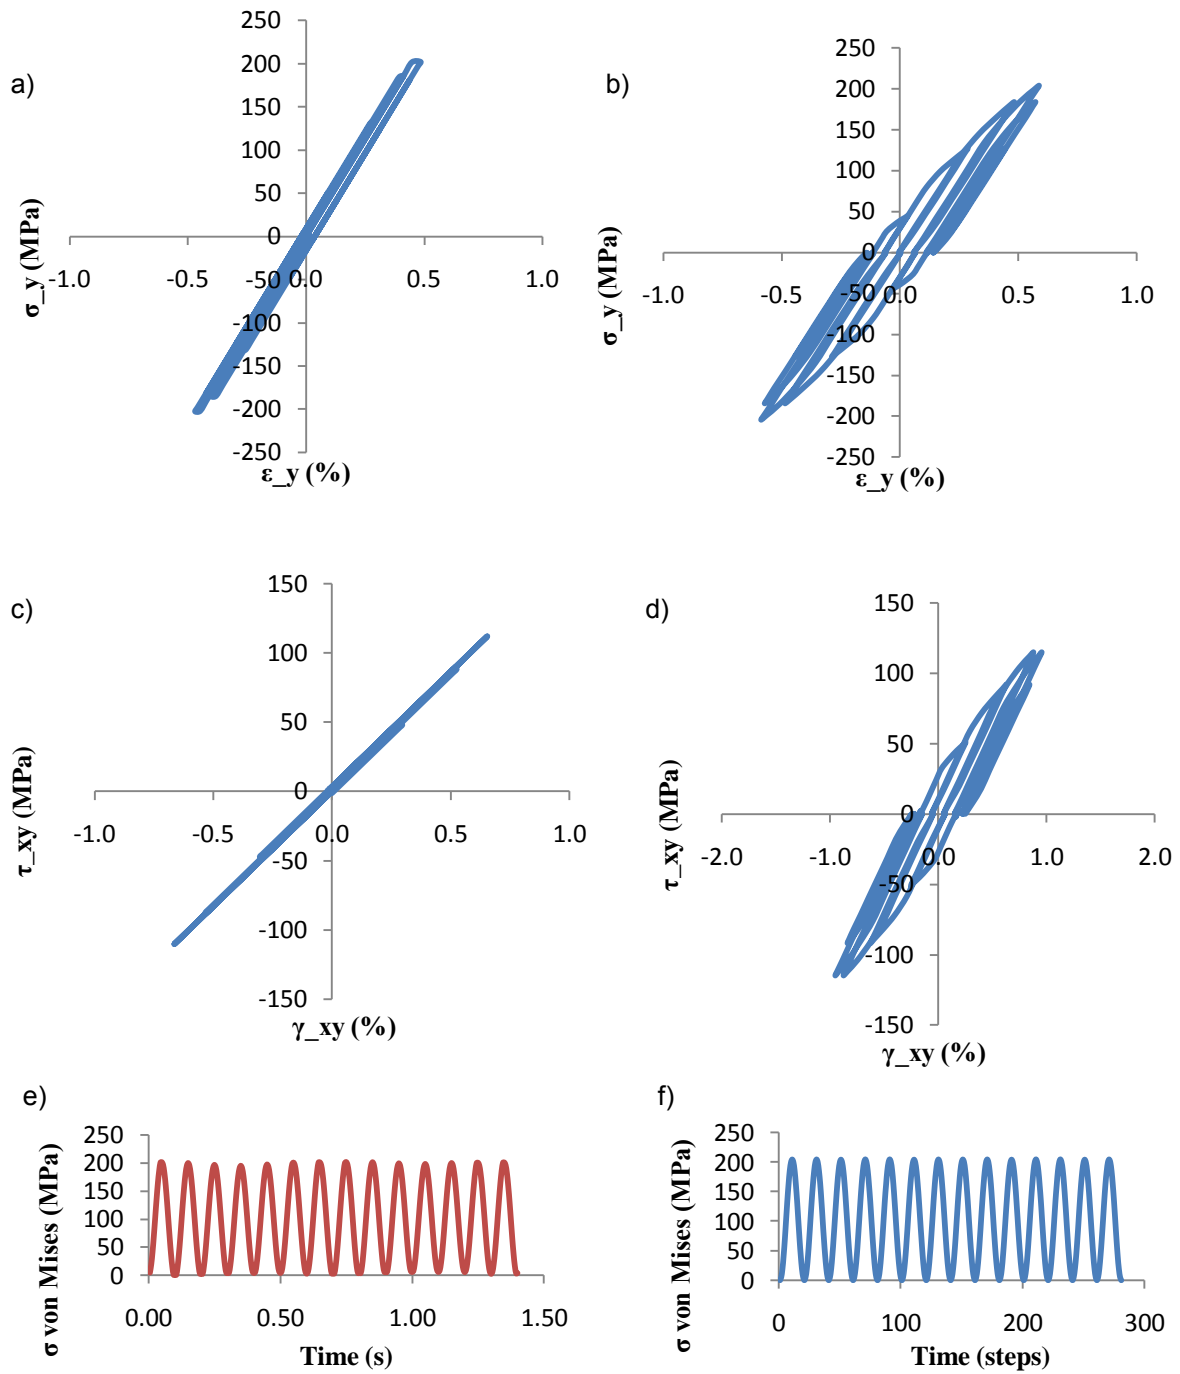 a)
250
200
150
100
50
0
-50
-100
-150
-200
-250
-1.0 -0.5 0.0 0.5 1.0
σ_y (MPa)
ε_y (%)
b)
250
200
150
100
50
0
-50
-100
-150
-200
-250
-1.0 -0.5 0.0 0.5 1.0
σ_y (MPa)
ε_y (%)
c)
150
100
50
0
-50
-100
-150
-1.0 -0.5 0.0 0.5 1.0
τ_xy (MPa)
γ_xy (%)
d)
150
100
50
0
-50
-100
-150
-2.0 -1.0 0.0 1.0 2.0
τ_xy (MPa)
γ_xy (%)
e)
250
200
150
100
50
0
0.00 0.50 1.00 1.50
σ von Mises (MPa)
Time (s)
f)
250
200
150
100
50
0
0 100 200 300
σ von Mises (MPa)
Time (steps)